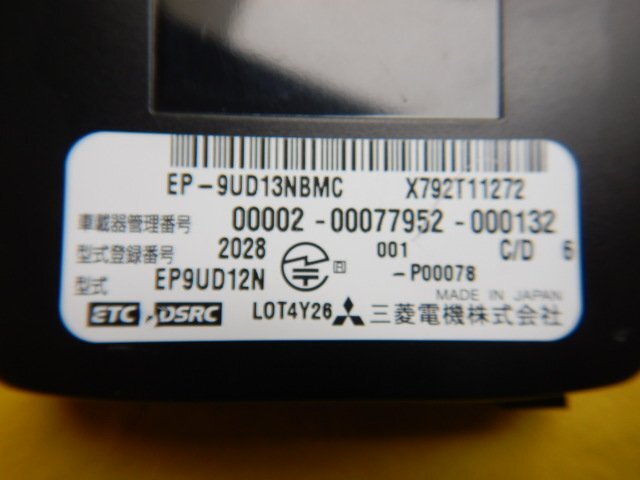 EP-9UD13NBMC X792T11272
車載器管理番号 00002-00077952-000132
型式登録番号 2028 R 001 C/D 6
型式 EP9UD12N -P00078
MADE IN JAPAN
ETC DSRC LOT4Y26 三菱電機株式会社